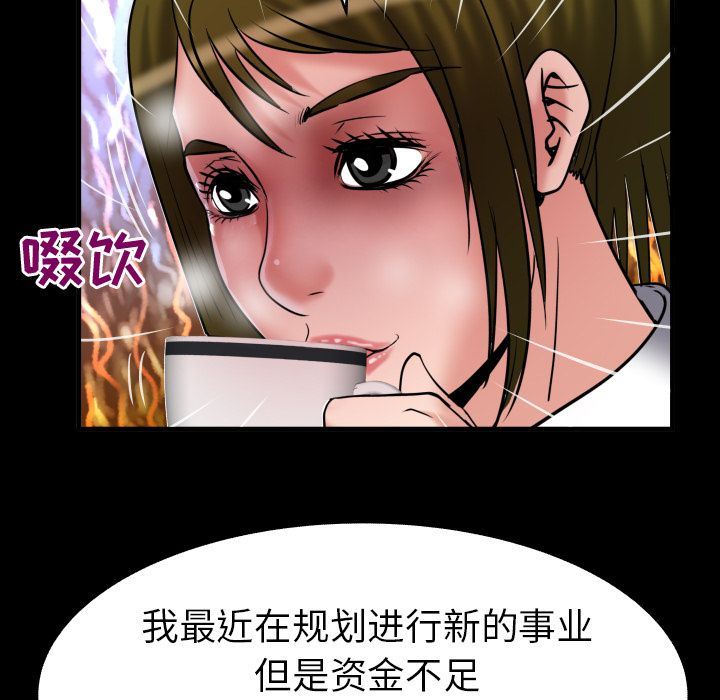 啜饮
我最近在规划进行新的事业
但是资金不足